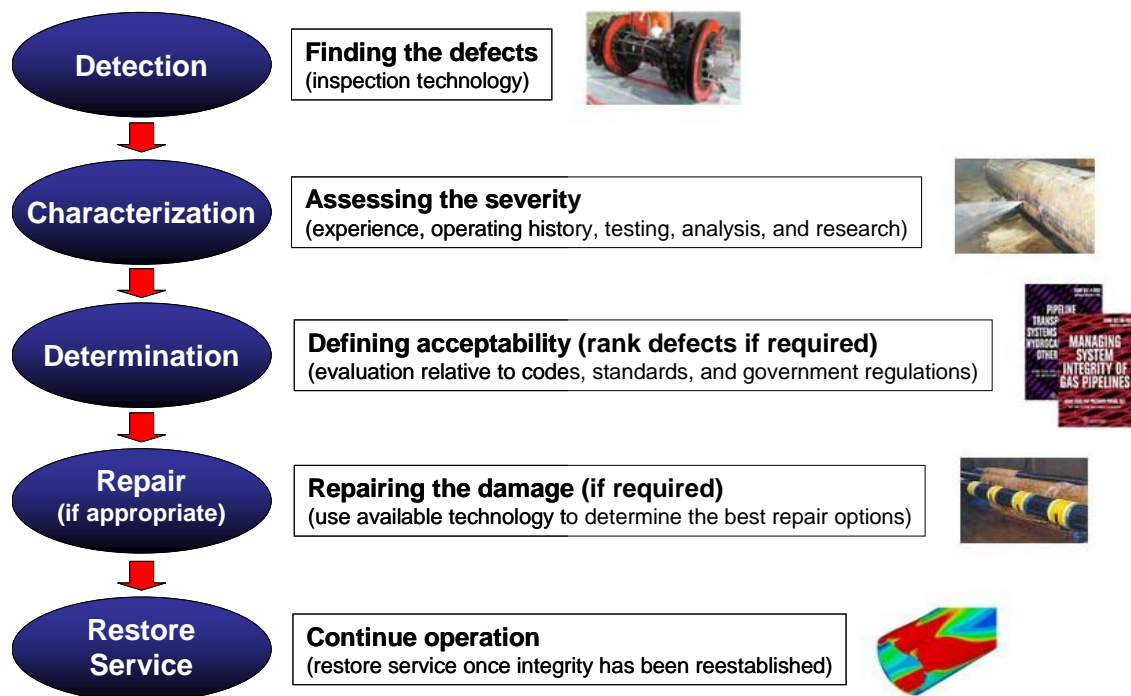 Detection
Finding the defects
(inspection technology)
Characterization
Assessing the severity
(experience, operating history, testing, analysis, and research)
Determination
Defining acceptability (rank defects if required)
(evaluation relative to codes, standards, and government regulations)
PIPELINE
TRANSP
SYSTEMS
HYDROCA
OTHER
MANAGING
SYSTEM
INTEGRITY OF
GAS PIPELINES
Repair
(if appropriate)
Repairing the damage (if required)
(use available technology to determine the best repair options)
Restore
Service
Continue operation
(restore service once integrity has been reestablished)